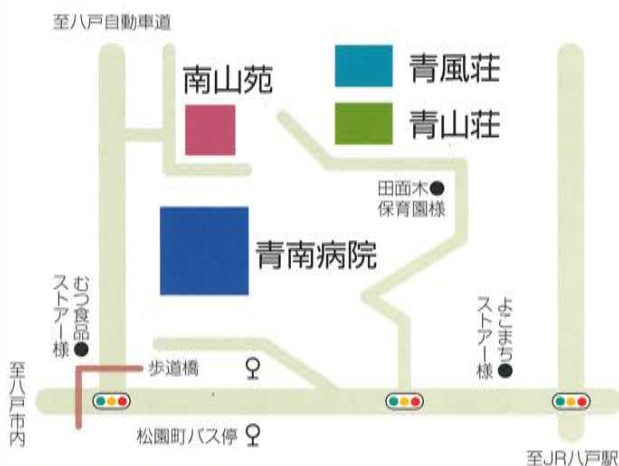 至八戸自動車道
南山苑
青風荘
青山荘
田面木
保育園様
青南病院
むつ食品
ストアー様
よこまち
ストアー様
歩道橋
至八戸市内
松園町バス停
至JR八戸駅